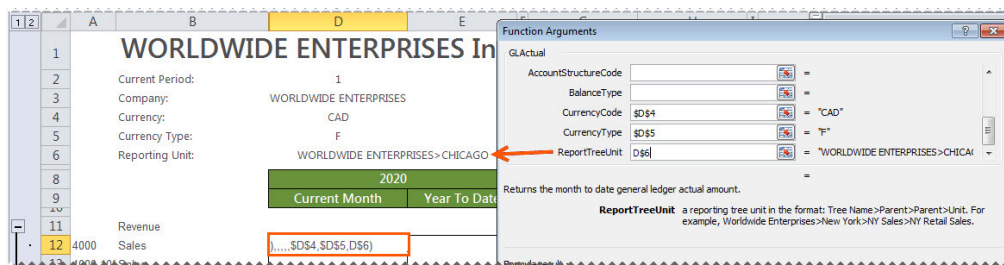 1 2
A B D E
1 WORLDWIDE ENTERPRISES In
2 Current Period: 1
3 Company: WORLDWIDE ENTERPRISES
4 Currency: CAD
5 Currency Type: F
6 Reporting Unit: WORLDWIDE ENTERPRISES>CHICAGO
8 2020
9 Current Month Year To Date
10
11 Revenue
12 4000 Sales ),,,,,$D$4,$D$5,D$6)
Function Arguments
GLActual
AccountStructureCode =
BalanceType =
CurrencyCode $D$4 = "CAD"
CurrencyType $D$5 = "F"
ReportTreeUnit D$6 = "WORLDWIDE ENTERPRISES>CHICA(
=
Returns the month to date general ledger actual amount.
ReportTreeUnit a reporting tree unit in the format: Tree Name>Parent>Parent>Unit. For
example, Worldwide Enterprises>New York>NY Sales>NY Retail Sales.